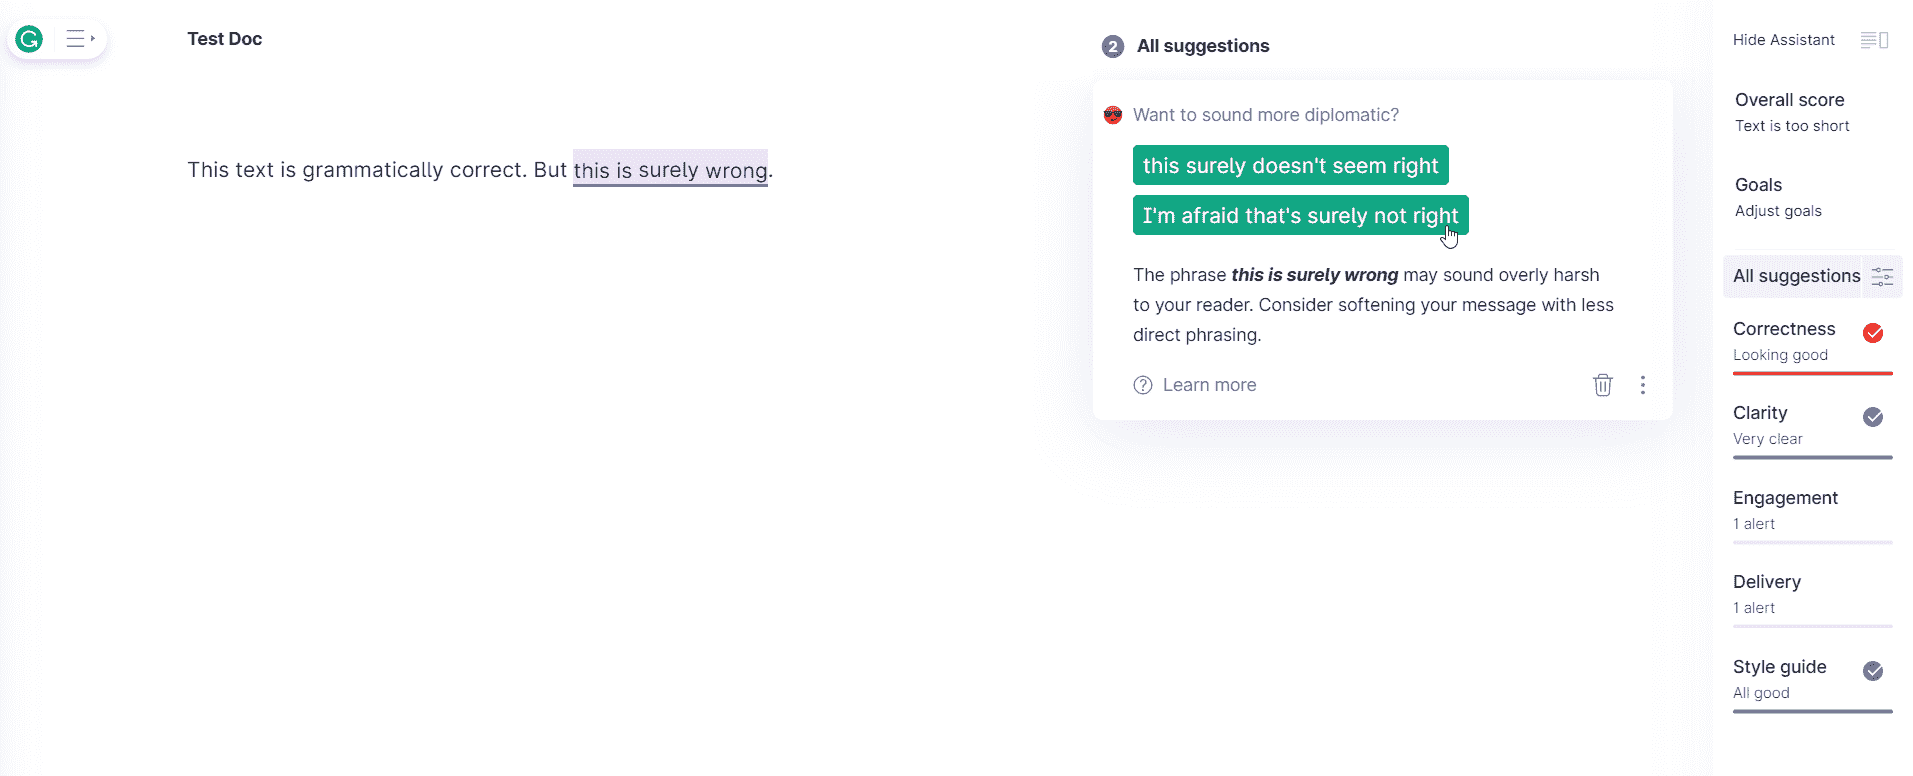 Test Doc
This text is grammatically correct. But this is surely wrong.
2 All suggestions
Want to sound more diplomatic?
this surely doesn't seem right
I'm afraid that's surely not right
The phrase this is surely wrong may sound overly harsh
to your reader. Consider softening your message with less
direct phrasing.
Learn more
Hide Assistant
Overall score
Text is too short
Goals
Adjust goals
All suggestions
Correctness
Looking good
Clarity
Very clear
Engagement
1 alert
Delivery
1 alert
Style guide
All good